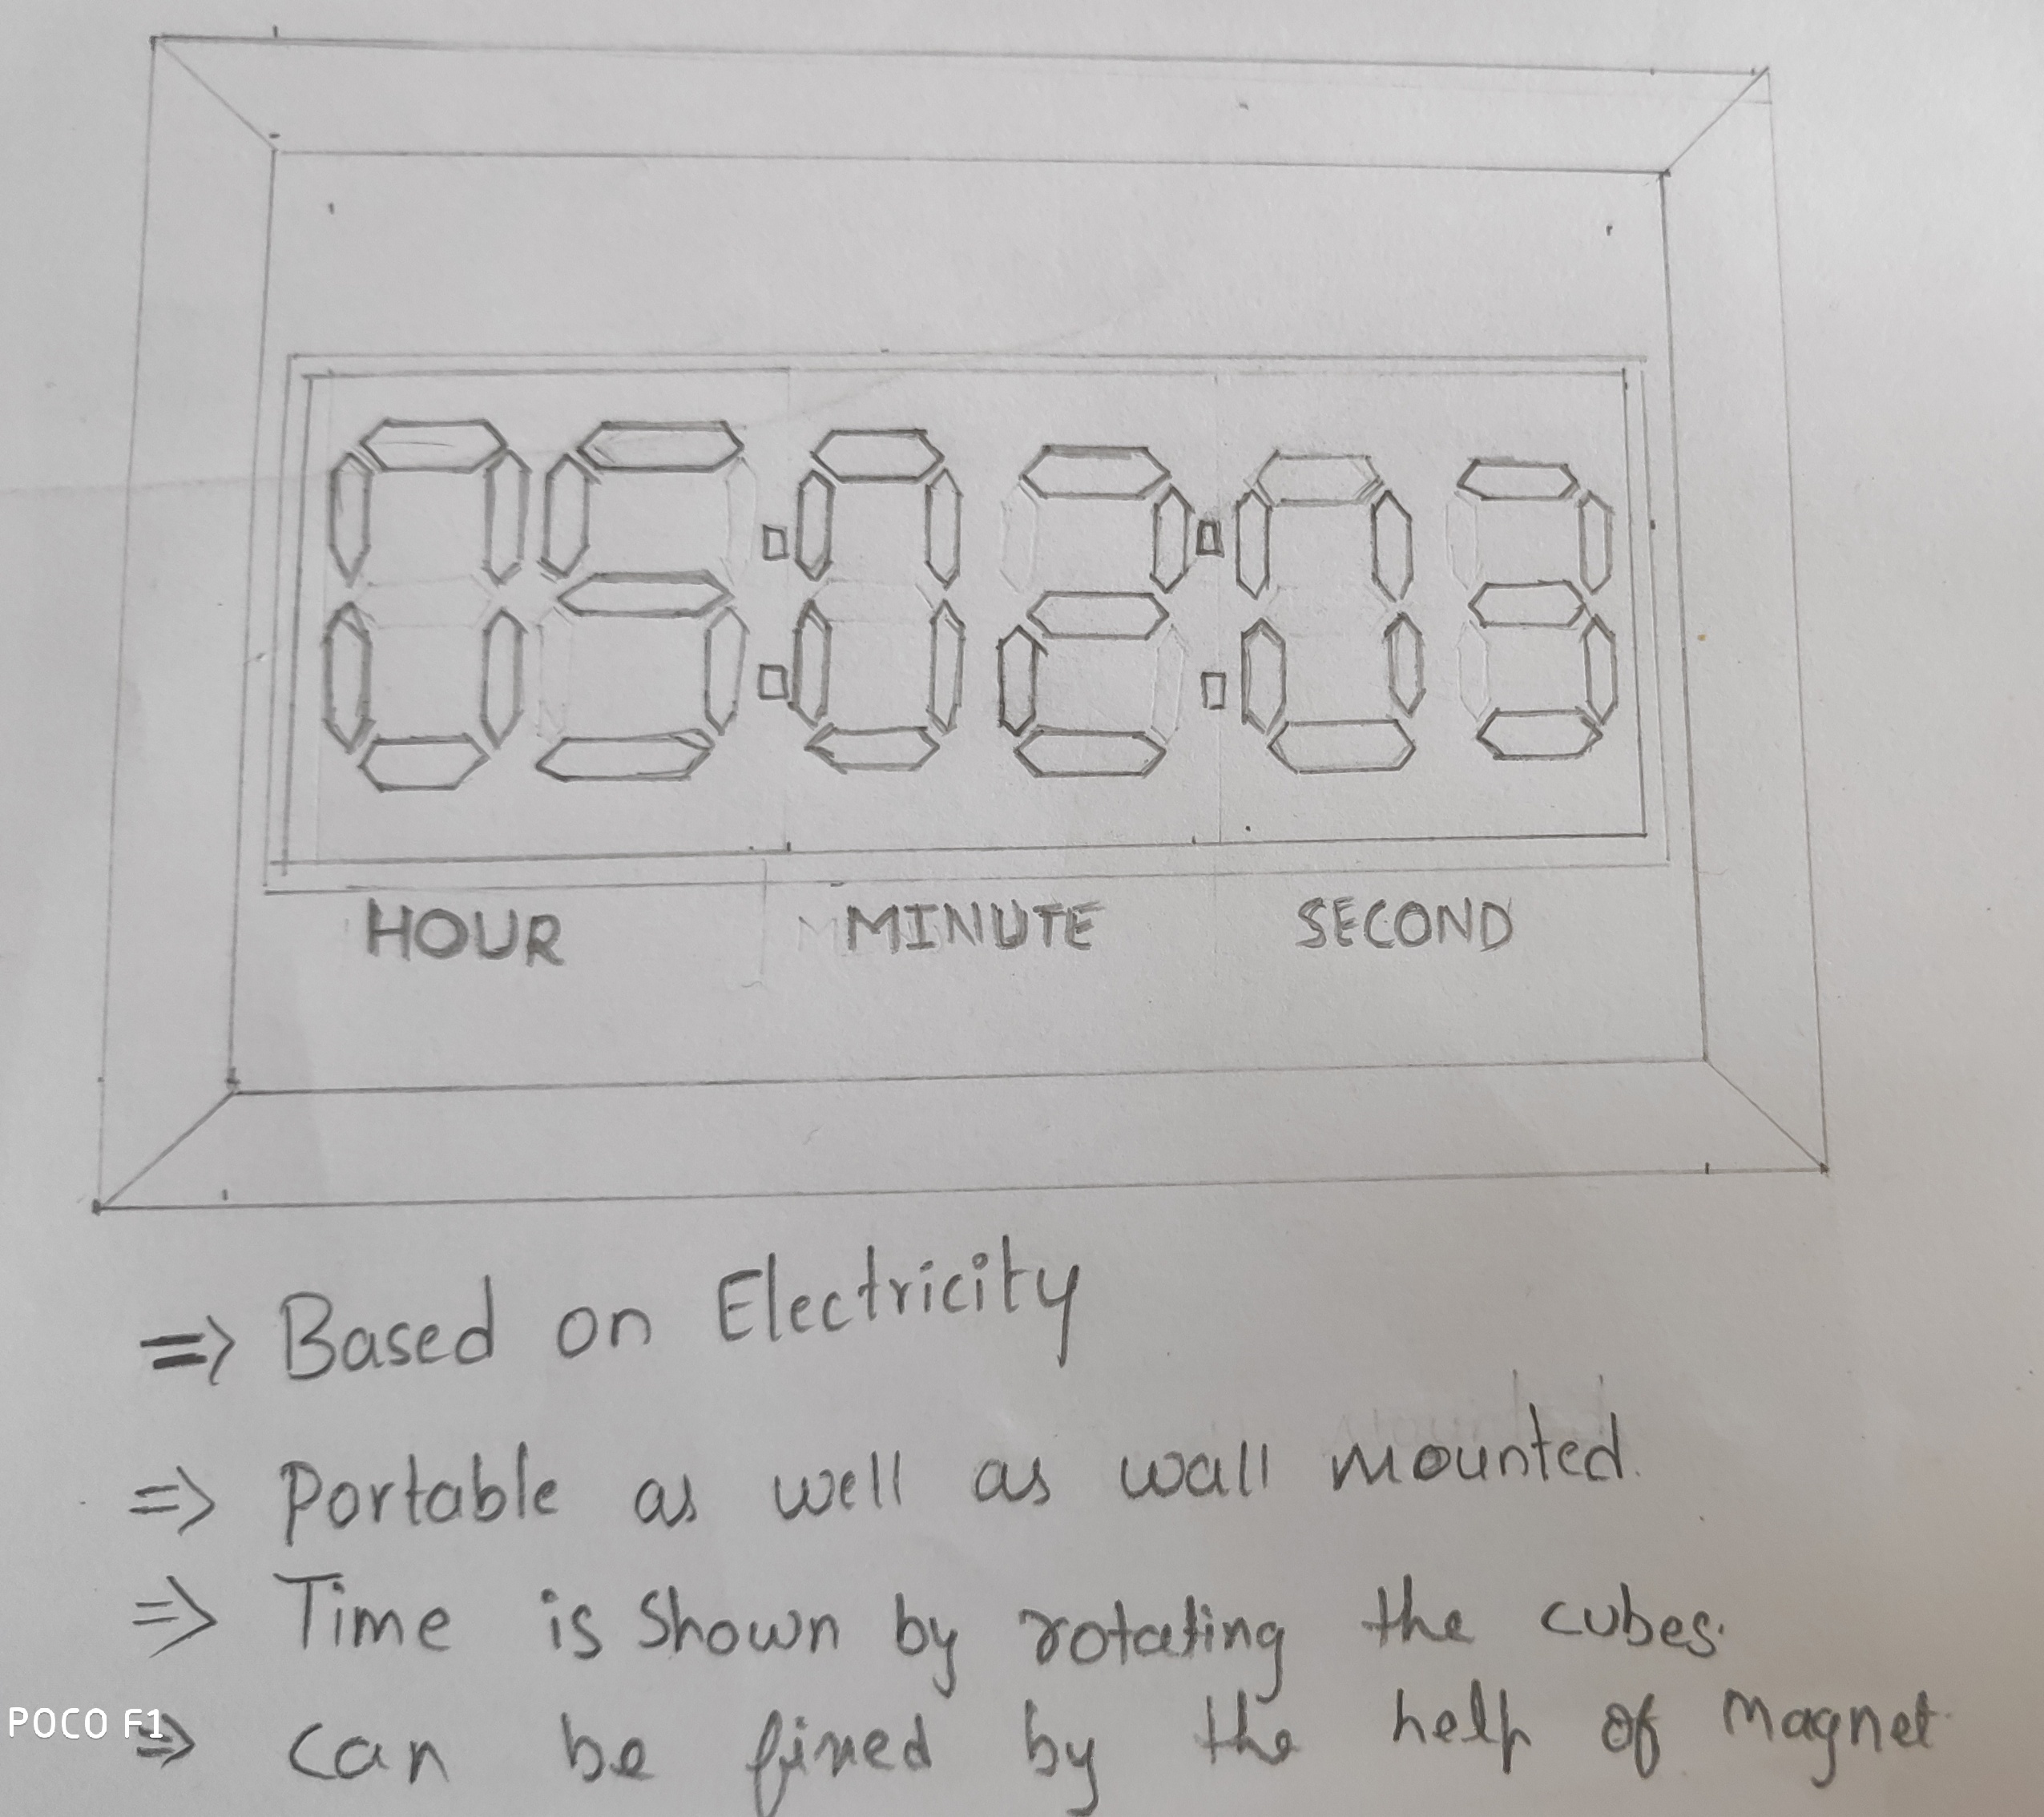 05:02:03
HOUR MINUTE SECOND
=> Based on Electricity
=> Portable as well as wall mounted.
=> Time is Shown by rotating the cubes.
POCO F1
=> can be fixed by the help of magnet